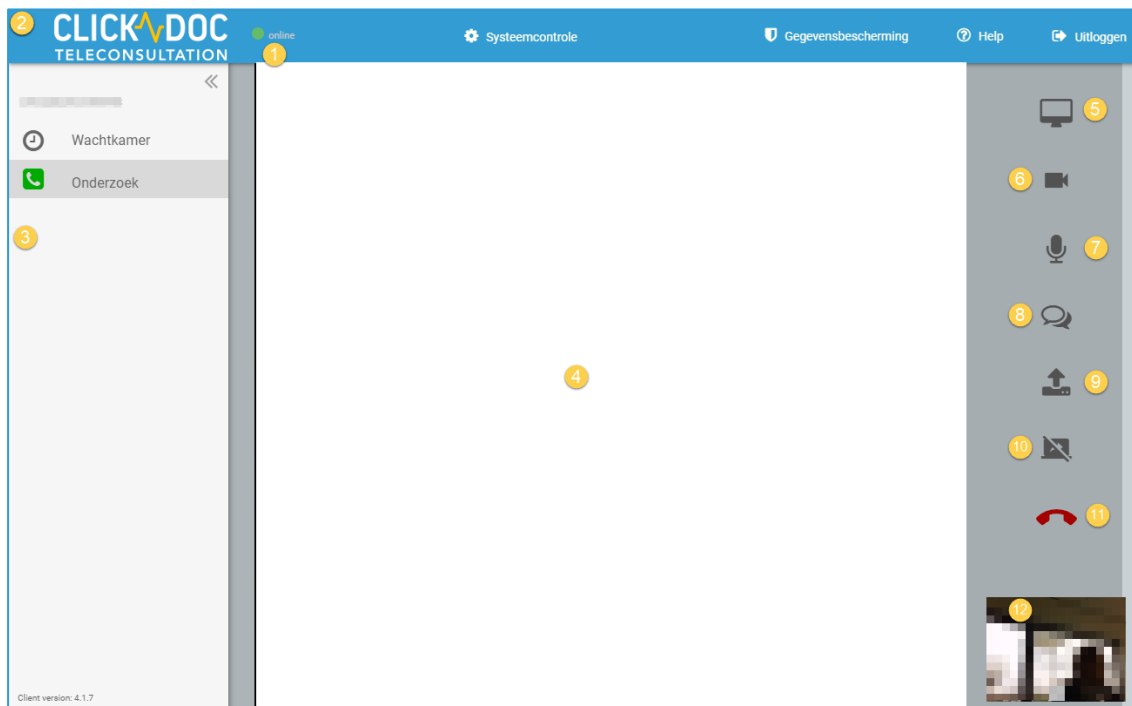 2
CLICK DOC
TELECONSULTATION
online
1
Systeemcontrole
Gegevensbescherming
Help
Uitloggen
Wachtkamer
Onderzoek
3
4
5
6
7
8
9
10
11
12
Client version: 4.1.7